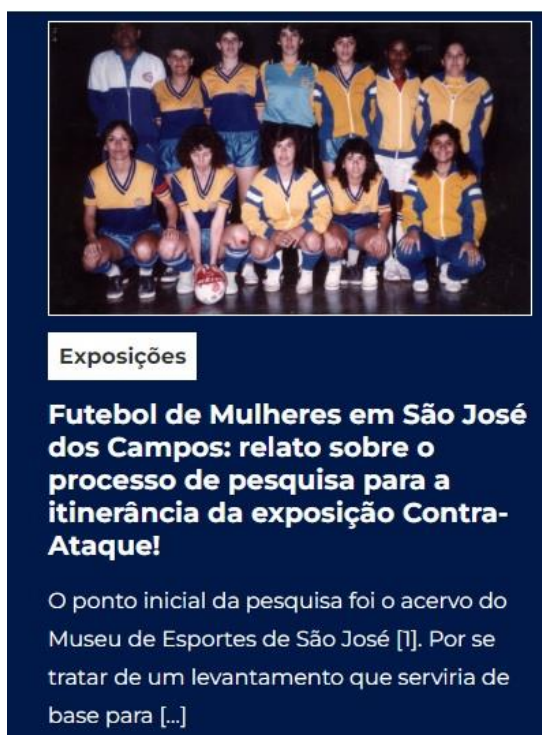 Exposições
Futebol de Mulheres em São José
dos Campos: relato sobre o
processo de pesquisa para a
itinerância da exposição Contra-
Ataque!
O ponto inicial da pesquisa foi o acervo do
Museu de Esportes de São José [1]. Por se
tratar de um levantamento que serviria de
base para [...]